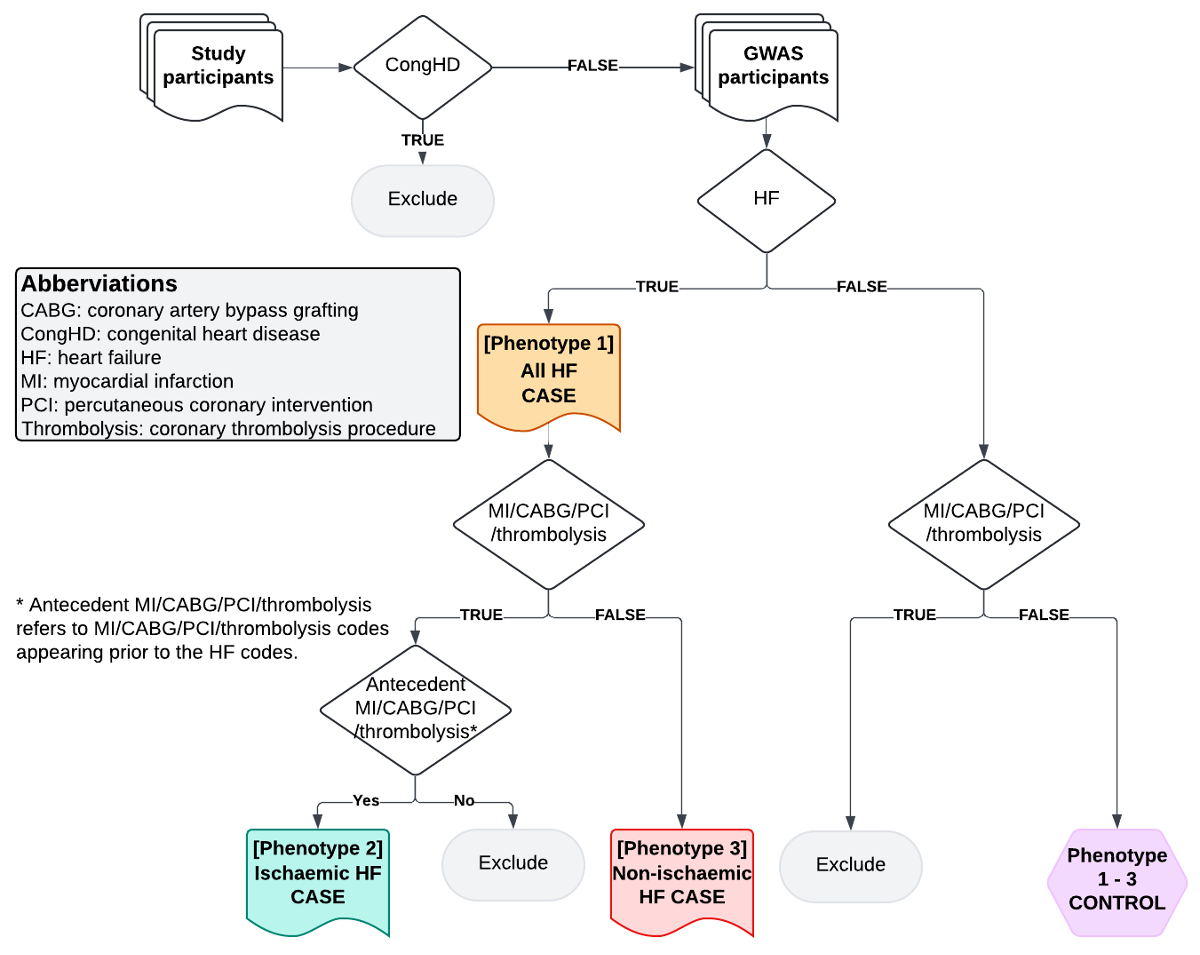 Study
participants
CongHD
FALSE
GWAS
participants
TRUE
Exclude
HF
Abberviations
CABG: coronary artery bypass grafting
CongHD: congenital heart disease
HF: heart failure
MI: myocardial infarction
PCI: percutaneous coronary intervention
Thrombolysis: coronary thrombolysis procedure
TRUE
FALSE
[Phenotype 1]
All HF
CASE
MI/CABG/PCI
/thrombolysis
MI/CABG/PCI
/thrombolysis
* Antecedent MI/CABG/PCI/thrombolysis
refers to MI/CABG/PCI/thrombolysis codes
appearing prior to the HF codes.
TRUE
FALSE
TRUE
FALSE
Antecedent
MI/CABG/PCI
/thrombolysis*
Yes
No
[Phenotype 2]
Ischaemic HF
CASE
Exclude
[Phenotype 3]
Non-ischaemic
HF CASE
Exclude
Phenotype
1 - 3
CONTROL